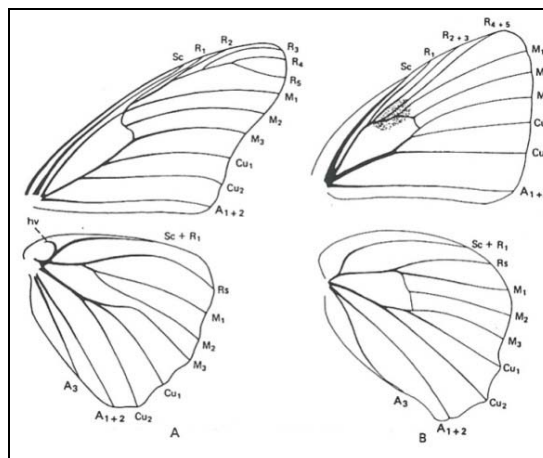 Sc
R1
R2
R3
R4
R5
M1
M2
M3
Cu1
Cu2
A1+2
hv
Sc + R1
Rs
M1
M2
M3
Cu1
Cu2
A1+2
A3
A
Sc
R1
R2+3
R4+5
M1
M
M
Cu
Cu
A1+
Sc + R1
Rs
M1
M2
M3
Cu1
Cu2
A1+2
A3
B